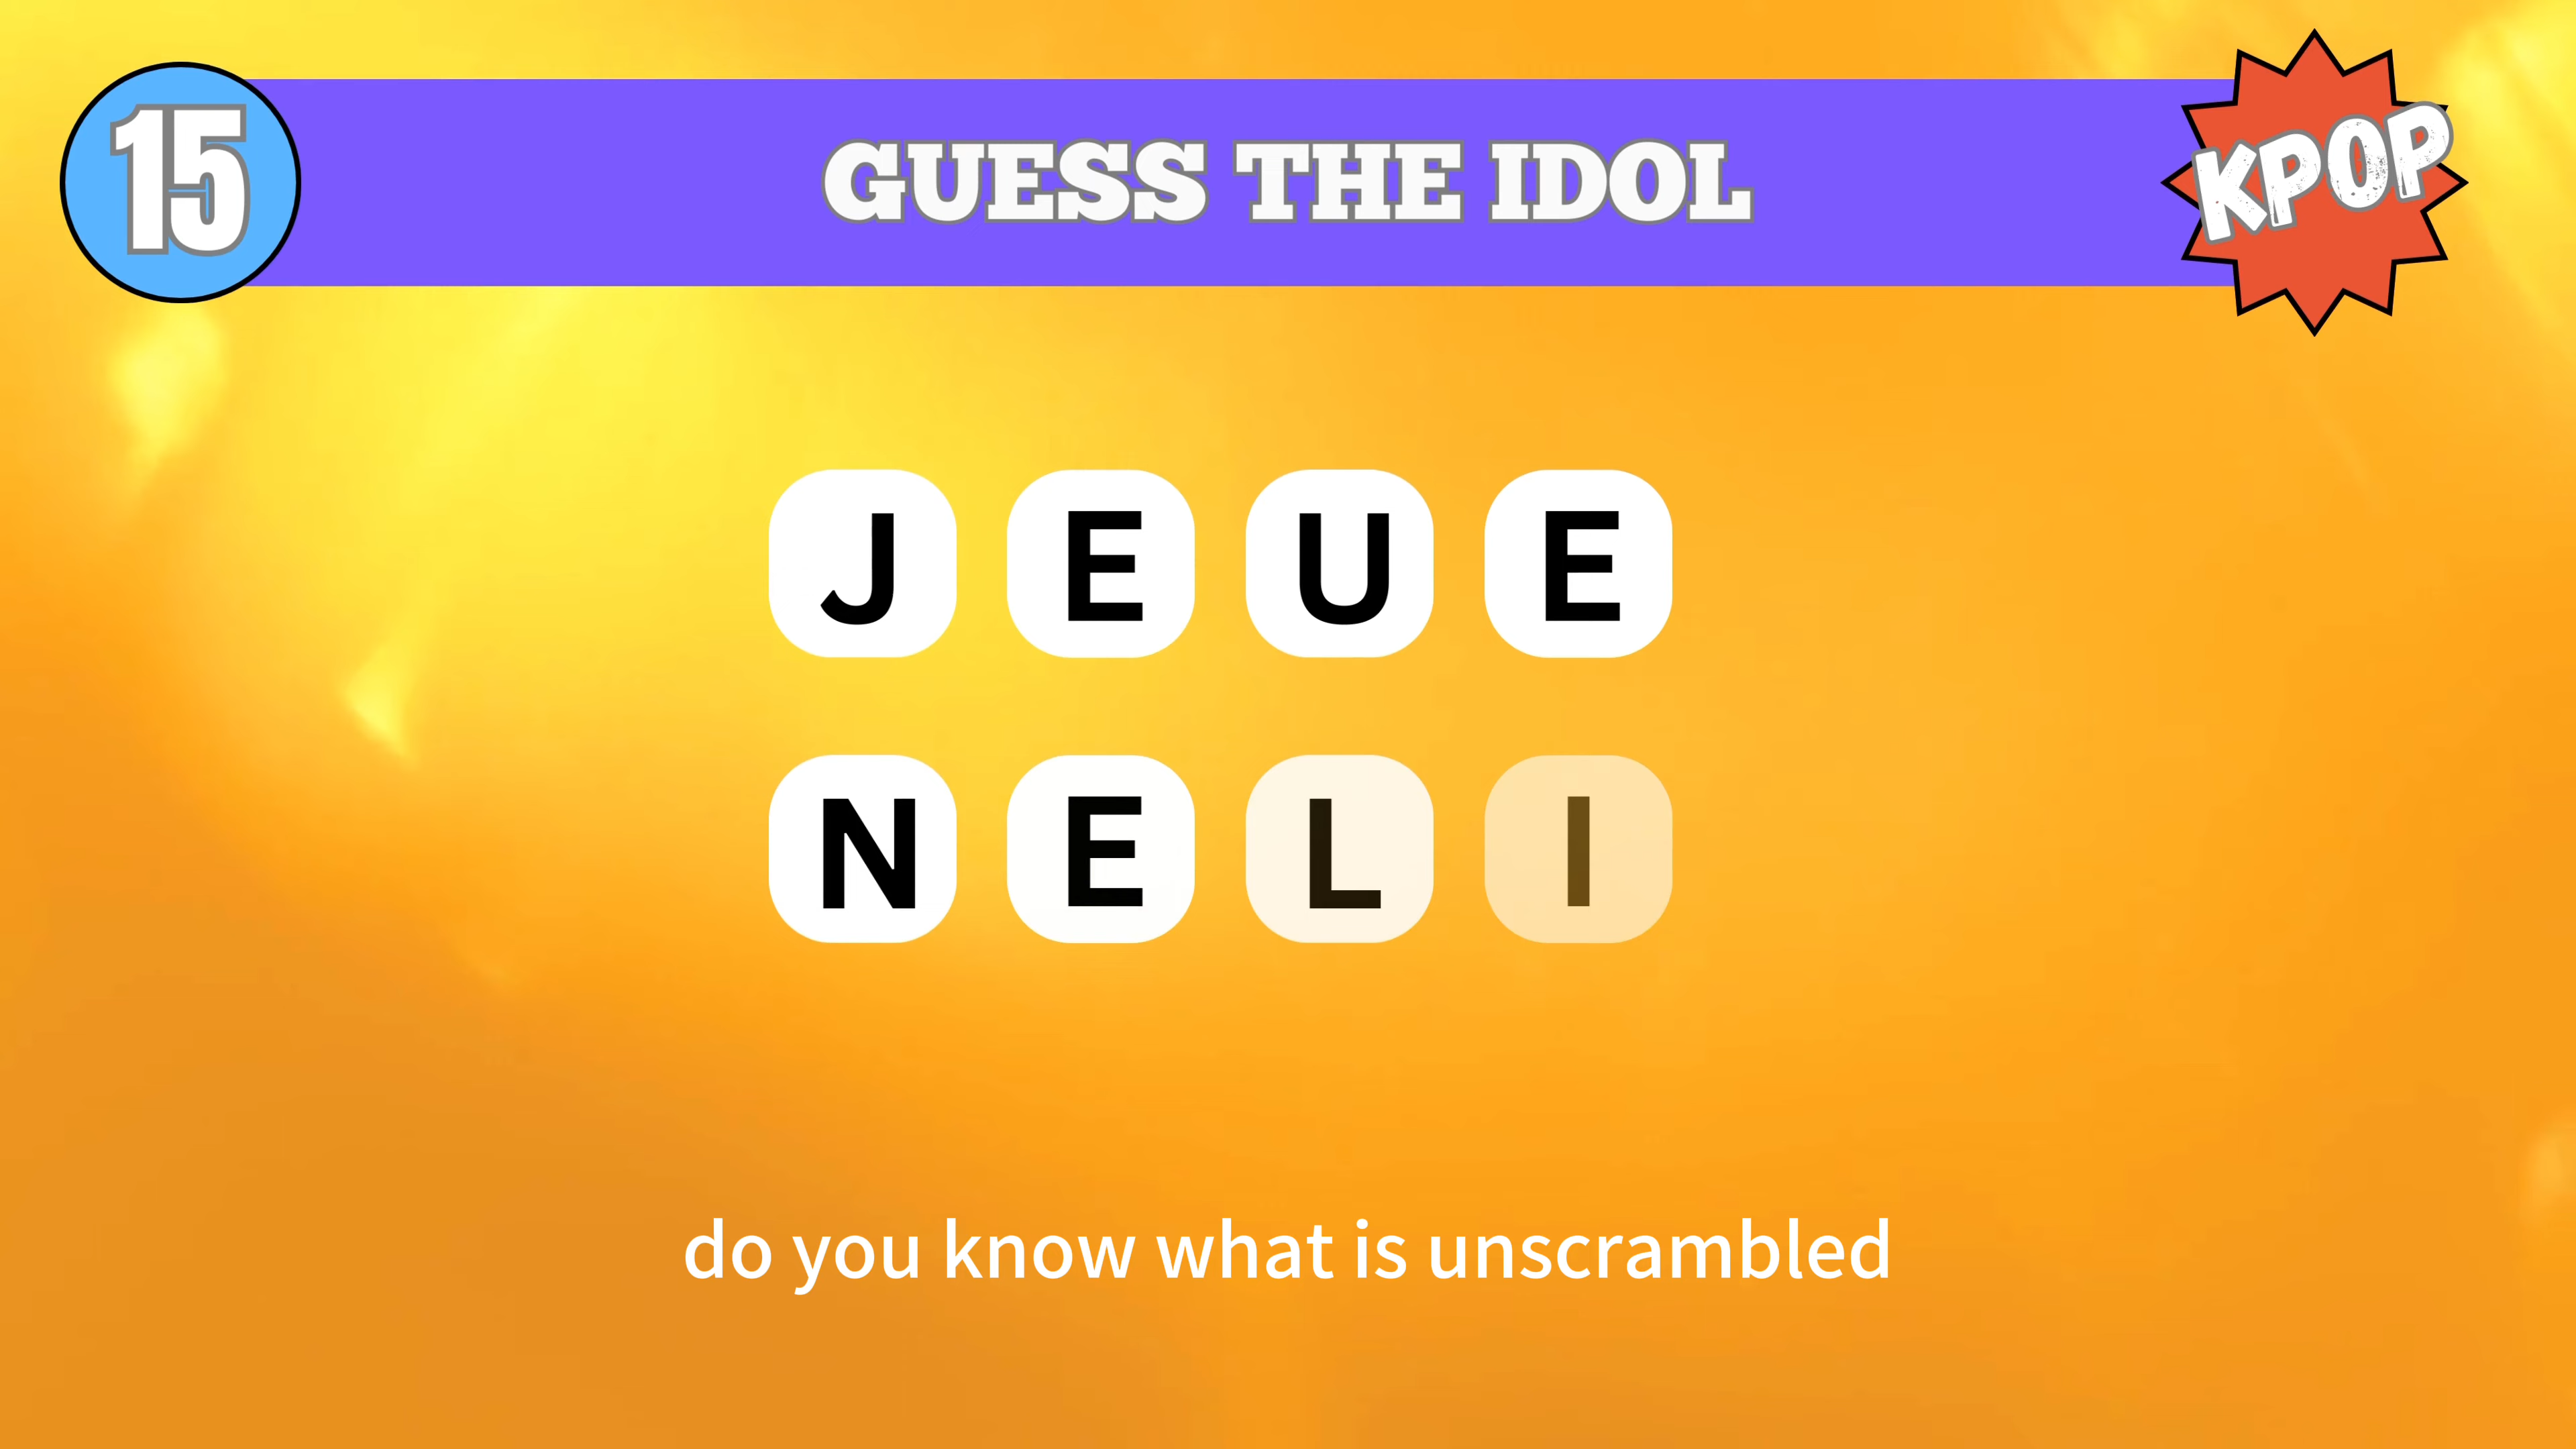 15
GUESS THE IDOL
KPOP
J E U E
N E L I
do you know what is unscrambled